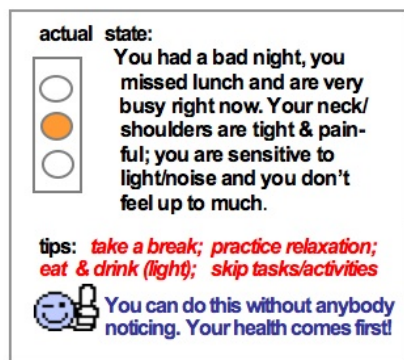 actual state:
You had a bad night, you
missed lunch and are very
busy right now. Your neck/
shoulders are tight & pain-
ful; you are sensitive to
light/noise and you don't
feel up to much.
tips: take a break; practice relaxation;
eat & drink (light); skip tasks/activities
You can do this without anybody
noticing. Your health comes first!